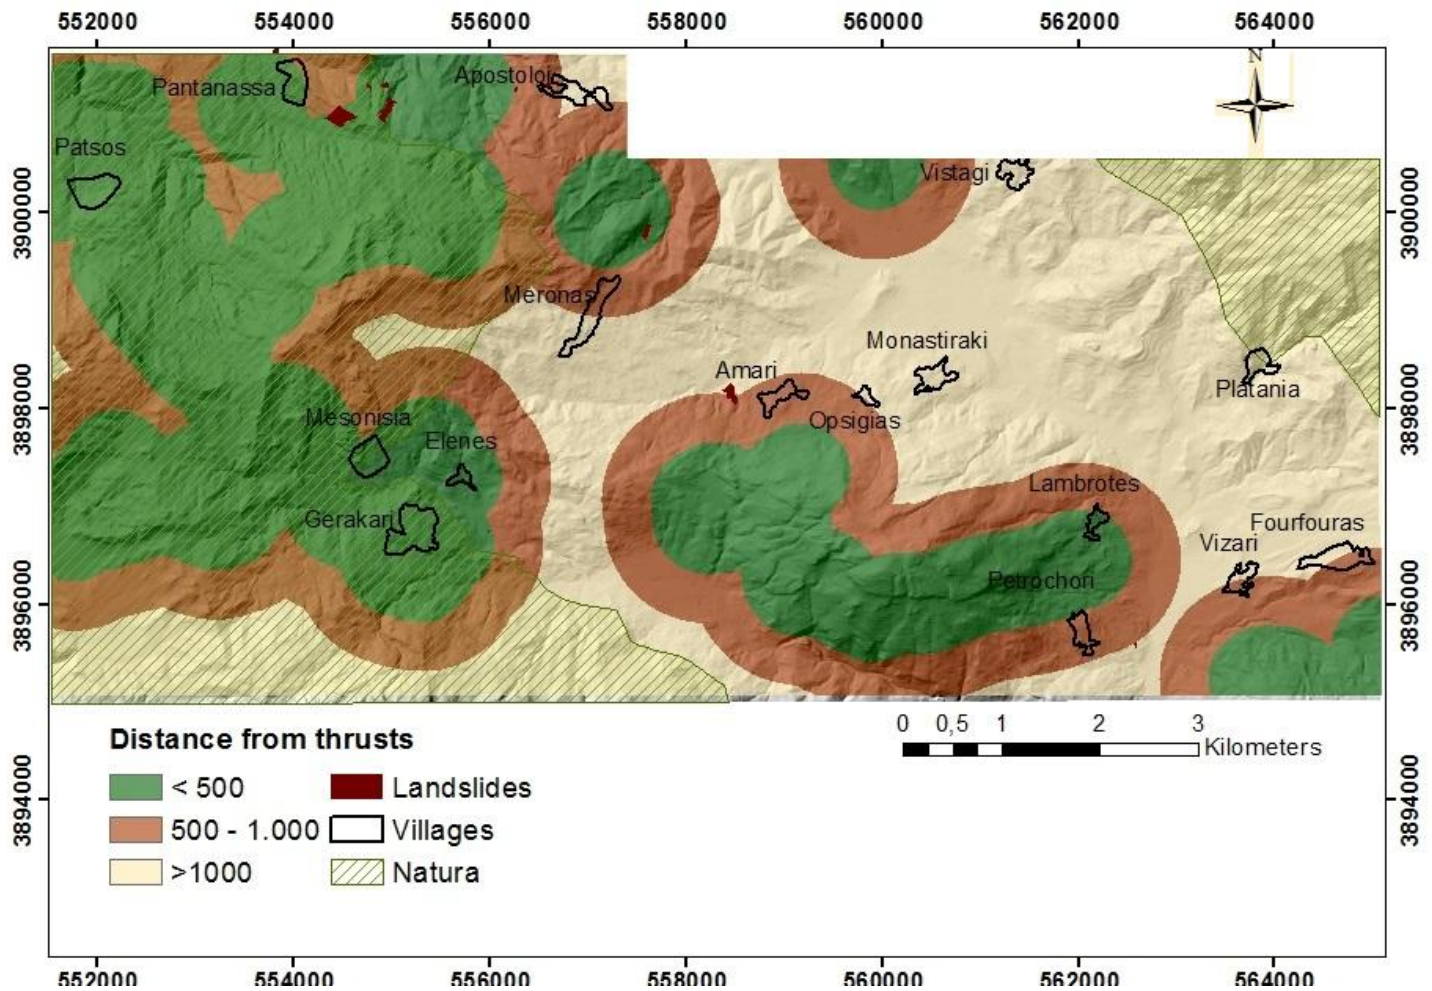 552000 554000 556000 558000 560000 562000 564000
N
Apostoloi
Pantanassa
Patsos
Vistagi
3900000 3900000
Meronas
Monastiraki
Amari
Platania
3898000 3898000
Mesonisia
Opsigias
Elenes
Lambrotes
Gerakari
Fourfouras
Vizari
Petrochori
3896000 3896000
Distance from thrusts
0 0,5 1 2 3
Kilometers
< 500 Landslides
500 - 1.000 Villages
>1000 Natura
3894000 3894000
552000 554000 556000 558000 560000 562000 564000